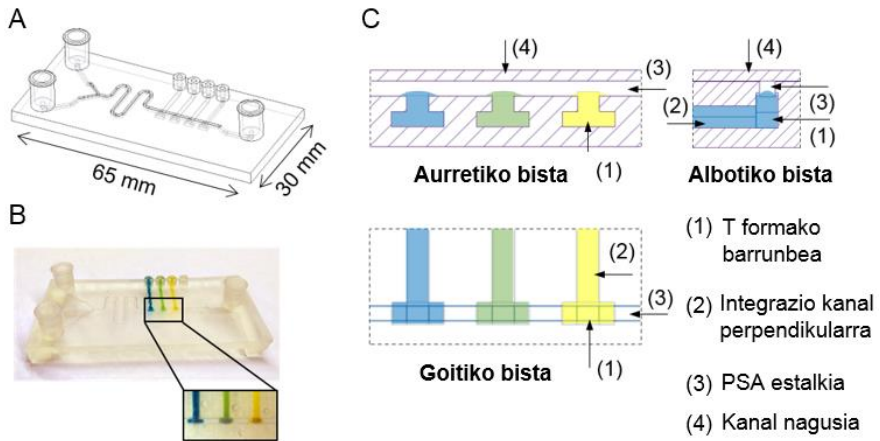 A
65 mm
30 mm
B
C
(4)
(3)
(1)
Aurretiko bista
(4)
(2)
(3)
(1)
Albotiko bista
(2)
(3)
(1)
Goitiko bista
(1) T formako
barrunbea
(2) Integrazio kanal
perpendikularra
(3) PSA estalkia
(4) Kanal nagusia